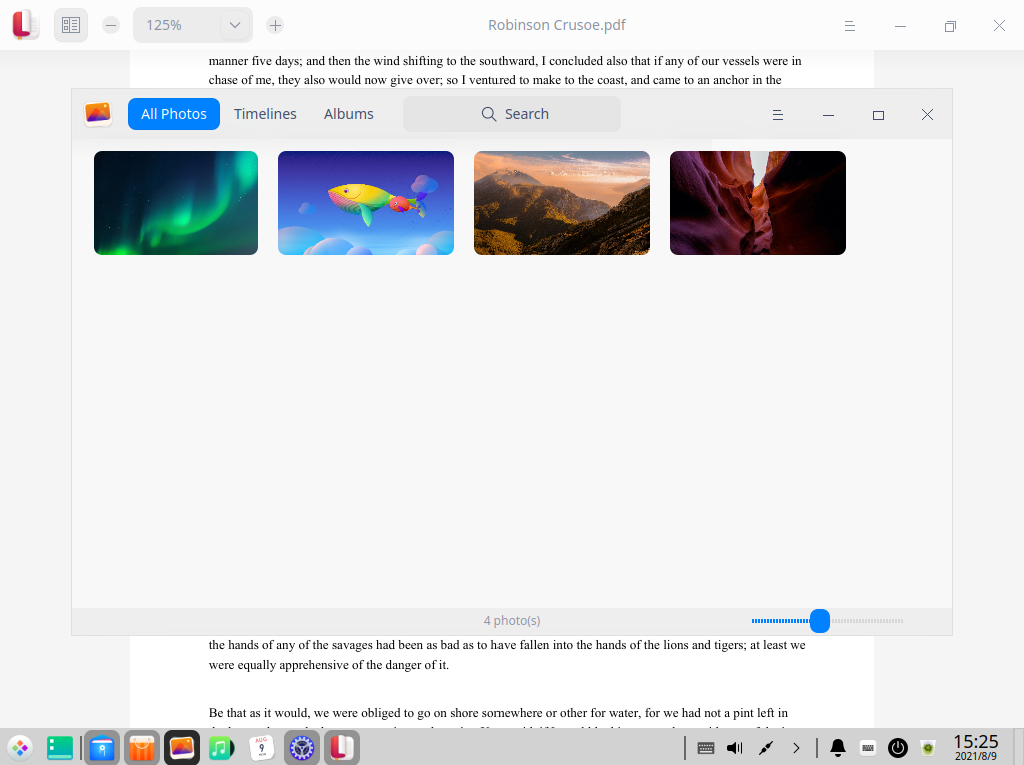 125%
Robinson Crusoe.pdf
manner five days; and then the wind shifting to the southward, I concluded also that if any of our vessels were in
chase of me, they also would now give over; so I ventured to make to the coast, and came to an anchor in the
All Photos
Timelines
Albums
Search
4 photo(s)
the hands of any of the savages had been as bad as to have fallen into the hands of the lions and tigers; at least we
were equally apprehensive of the danger of it.
Be that as it would, we were obliged to go on shore somewhere or other for water, for we had not a pint left in
AUG
9
15:25
2021/8/9